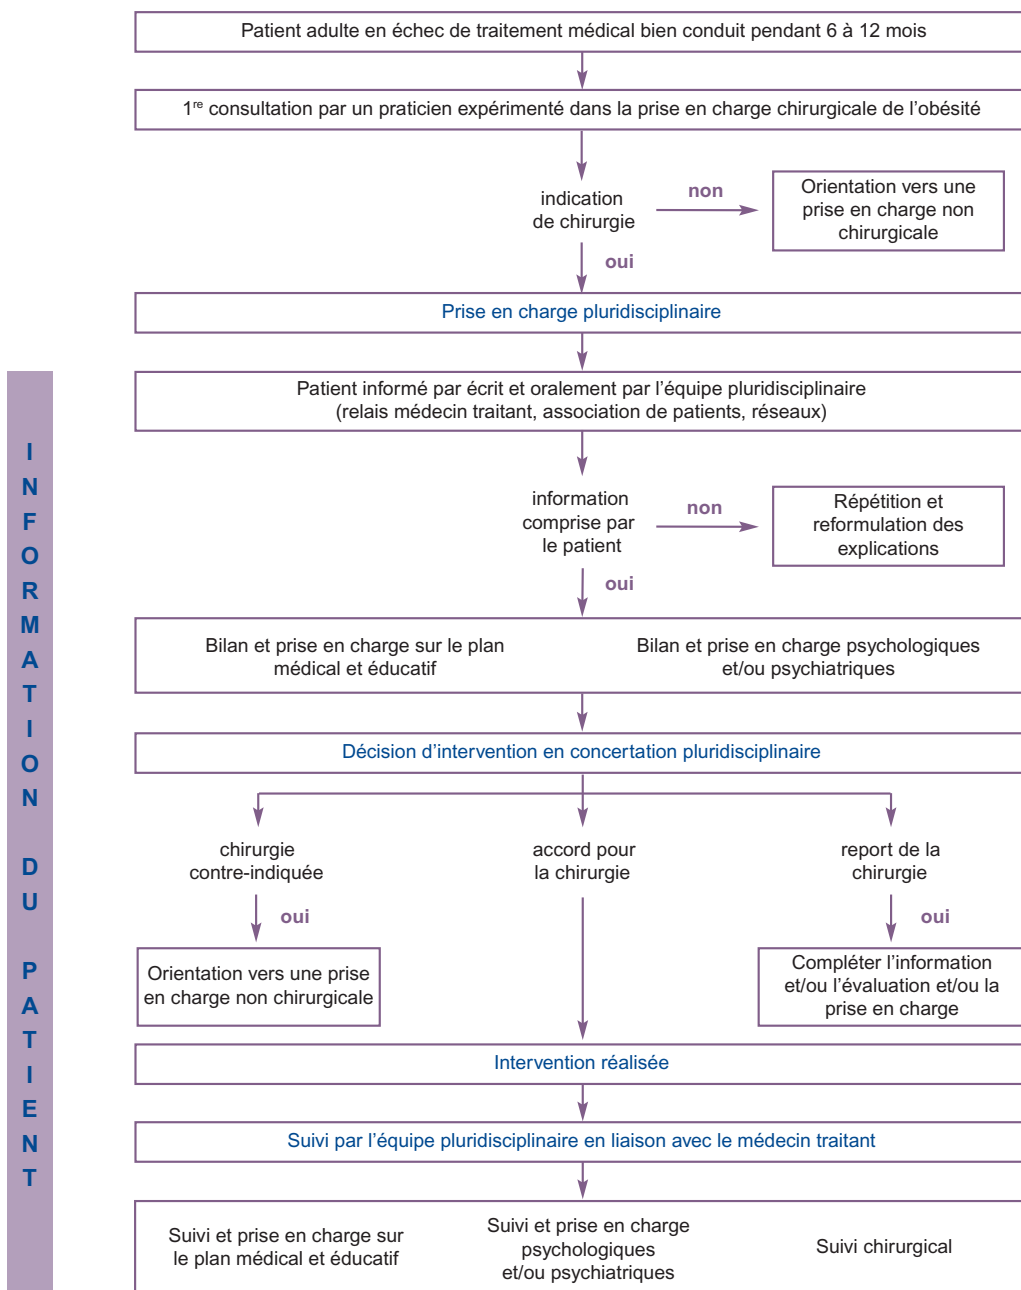 Patient adulte en échec de traitement médical bien conduit pendant 6 à 12 mois
1re consultation par un praticien expérimenté dans la prise en charge chirurgicale de l’obésité
indication
de chirurgie
non
Orientation vers une
prise en charge non
chirurgicale
oui
Prise en charge pluridisciplinaire
Patient informé par écrit et oralement par l’équipe pluridisciplinaire
(relais médecin traitant, association de patients, réseaux)
information
comprise par
le patient
non
Répétition et
reformulation des
explications
oui
Bilan et prise en charge sur le plan
médical et éducatif
Bilan et prise en charge psychologiques
et/ou psychiatriques
Décision d’intervention en concertation pluridisciplinaire
chirurgie
contre-indiquée
accord pour
la chirurgie
report de la
chirurgie
oui
oui
Orientation vers une prise
en charge non chirurgicale
Compléter l’information
et/ou l’évaluation et/ou la
prise en charge
Intervention réalisée
Suivi par l’équipe pluridisciplinaire en liaison avec le médecin traitant
Suivi et prise en charge sur
le plan médical et éducatif
Suivi et prise en charge
psychologiques
et/ou psychiatriques
Suivi chirurgical
INFORMATION DU PATIENT